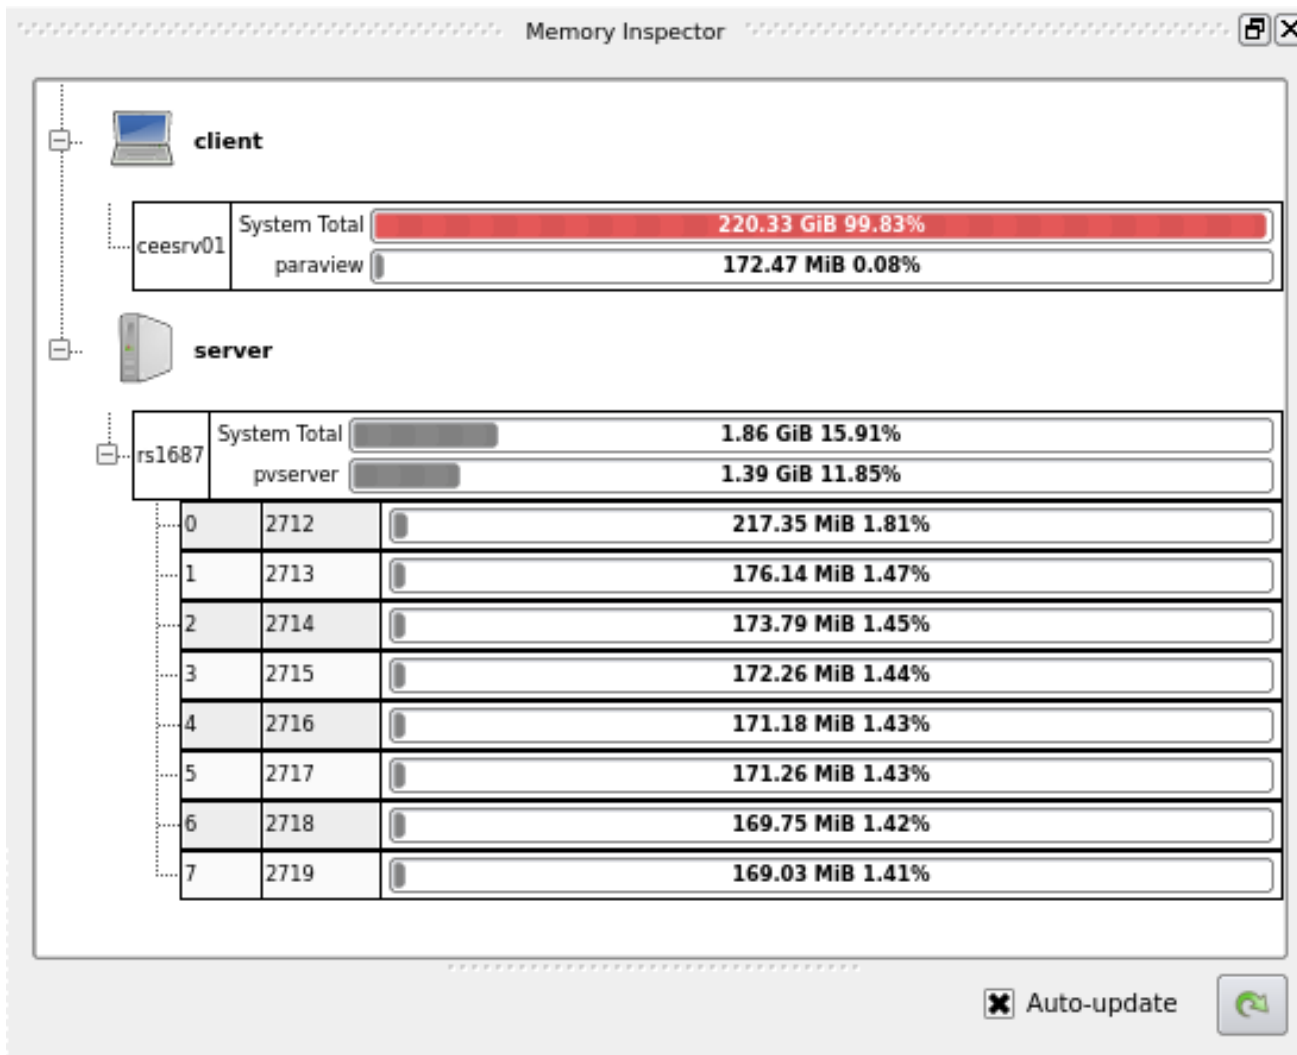 Memory Inspector
client
ceesrv01
System Total 220.33 GiB 99.83%
paraview 172.47 MiB 0.08%
server
rs1687
System Total 1.86 GiB 15.91%
pvserver 1.39 GiB 11.85%
0 2712 217.35 MiB 1.81%
1 2713 176.14 MiB 1.47%
2 2714 173.79 MiB 1.45%
3 2715 172.26 MiB 1.44%
4 2716 171.18 MiB 1.43%
5 2717 171.26 MiB 1.43%
6 2718 169.75 MiB 1.42%
7 2719 169.03 MiB 1.41%
Auto-update